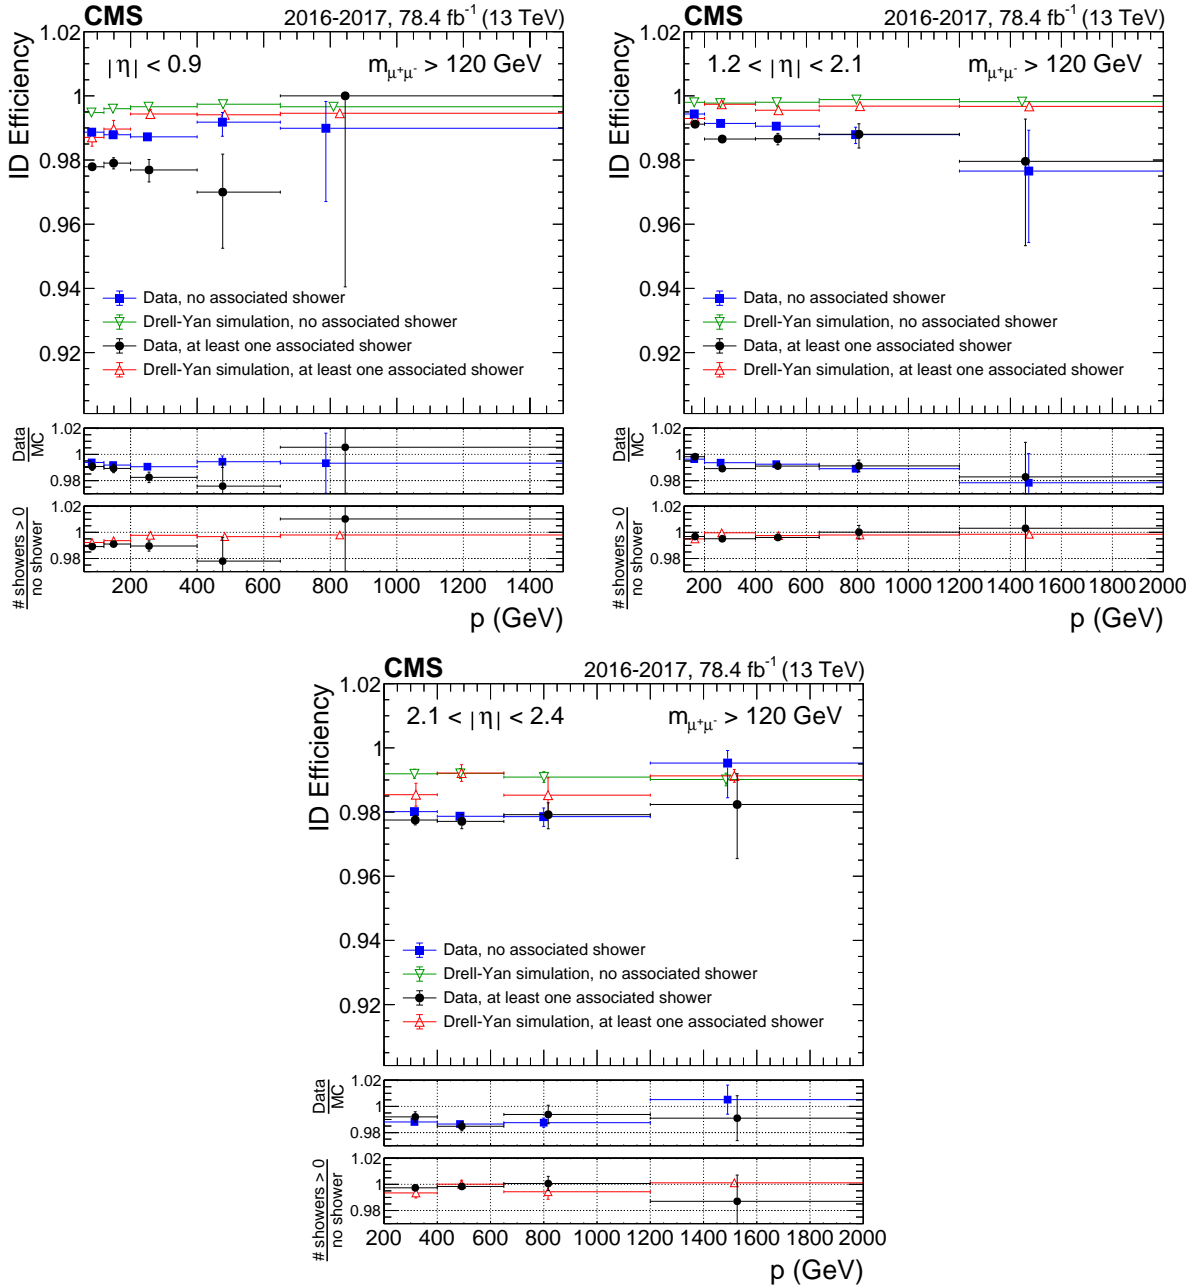 CMS 2016-2017, 78.4 fb⁻¹ (13 TeV)
ID Efficiency
|η| < 0.9 m_μ⁺μ⁻ > 120 GeV
1.02
1
0.98
0.96
0.94
0.92
Data, no associated shower
Drell-Yan simulation, no associated shower
Data, at least one associated shower
Drell-Yan simulation, at least one associated shower
Data
MC
1.02
1
0.98
# showers > 0
no shower
1.02
1
0.98
200 400 600 800 1000 1200 1400
p (GeV)
CMS 2016-2017, 78.4 fb⁻¹ (13 TeV)
ID Efficiency
1.2 < |η| < 2.1 m_μ⁺μ⁻ > 120 GeV
1.02
1
0.98
0.96
0.94
0.92
Data, no associated shower
Drell-Yan simulation, no associated shower
Data, at least one associated shower
Drell-Yan simulation, at least one associated shower
Data
MC
1.02
1
0.98
# showers > 0
no shower
1.02
1
0.98
200 400 600 800 1000 1200 1400 1600 1800 2000
p (GeV)
CMS 2016-2017, 78.4 fb⁻¹ (13 TeV)
ID Efficiency
2.1 < |η| < 2.4 m_μ⁺μ⁻ > 120 GeV
1.02
1
0.98
0.96
0.94
0.92
Data, no associated shower
Drell-Yan simulation, no associated shower
Data, at least one associated shower
Drell-Yan simulation, at least one associated shower
Data
MC
1.02
1
0.98
# showers > 0
no shower
1.02
1
0.98
200 400 600 800 1000 1200 1400 1600 1800 2000
p (GeV)